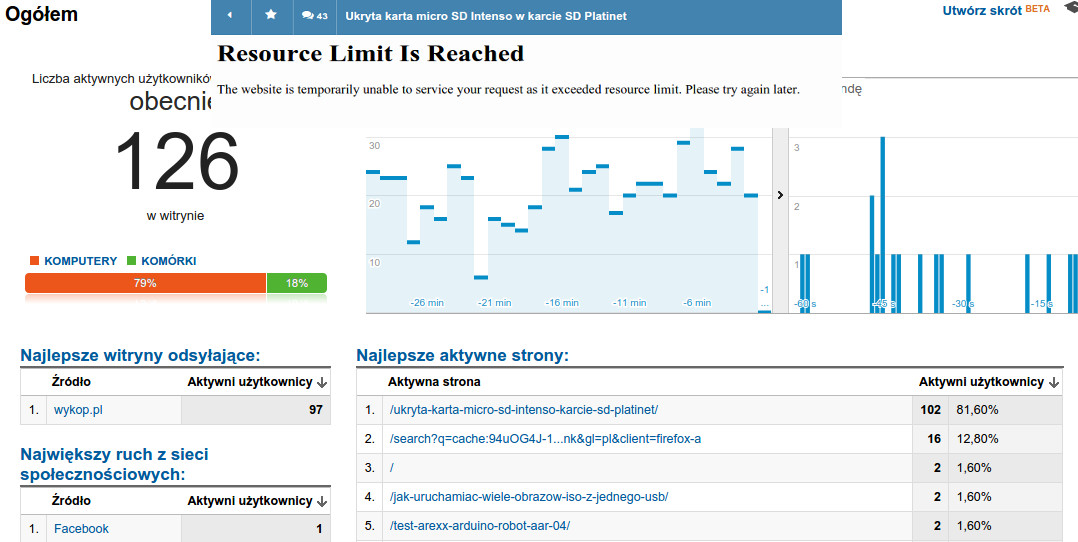 Ogółem
43
Ukryta karta micro SD Intenso w karcie SD Platinet
Utwórz skrót BETA
Resource Limit Is Reached
The website is temporarily unable to service your request as it exceeded resource limit. Please try again later.
Liczba aktywnych użytkowników
obecnie
126
w witrynie
KOMPUTERY
KOMÓRKI
79%
18%
ndę
30
20
10
-26 min
-21 min
-16 min
-11 min
-6 min
-1
...
3
2
1
-60 s
-45 s
-30 s
-15 s
Najlepsze witryny odsyłające:
Źródło Aktywni użytkownicy
1. wykop.pl 97
Największy ruch z sieci
społecznościowych:
Źródło Aktywni użytkownicy
1. Facebook 1
Najlepsze aktywne strony:
Aktywna strona Aktywni użytkownicy
1. /ukryta-karta-micro-sd-intenso-karcie-sd-platinet/ 102 81,60%
2. /search?q=cache:94uOG4J-1...nk&gl=pl&client=firefox-a 16 12,80%
3. / 2 1,60%
4. /jak-uruchamiac-wiele-obrazow-iso-z-jednego-usb/ 2 1,60%
5. /test-arexx-arduino-robot-aar-04/ 2 1,60%